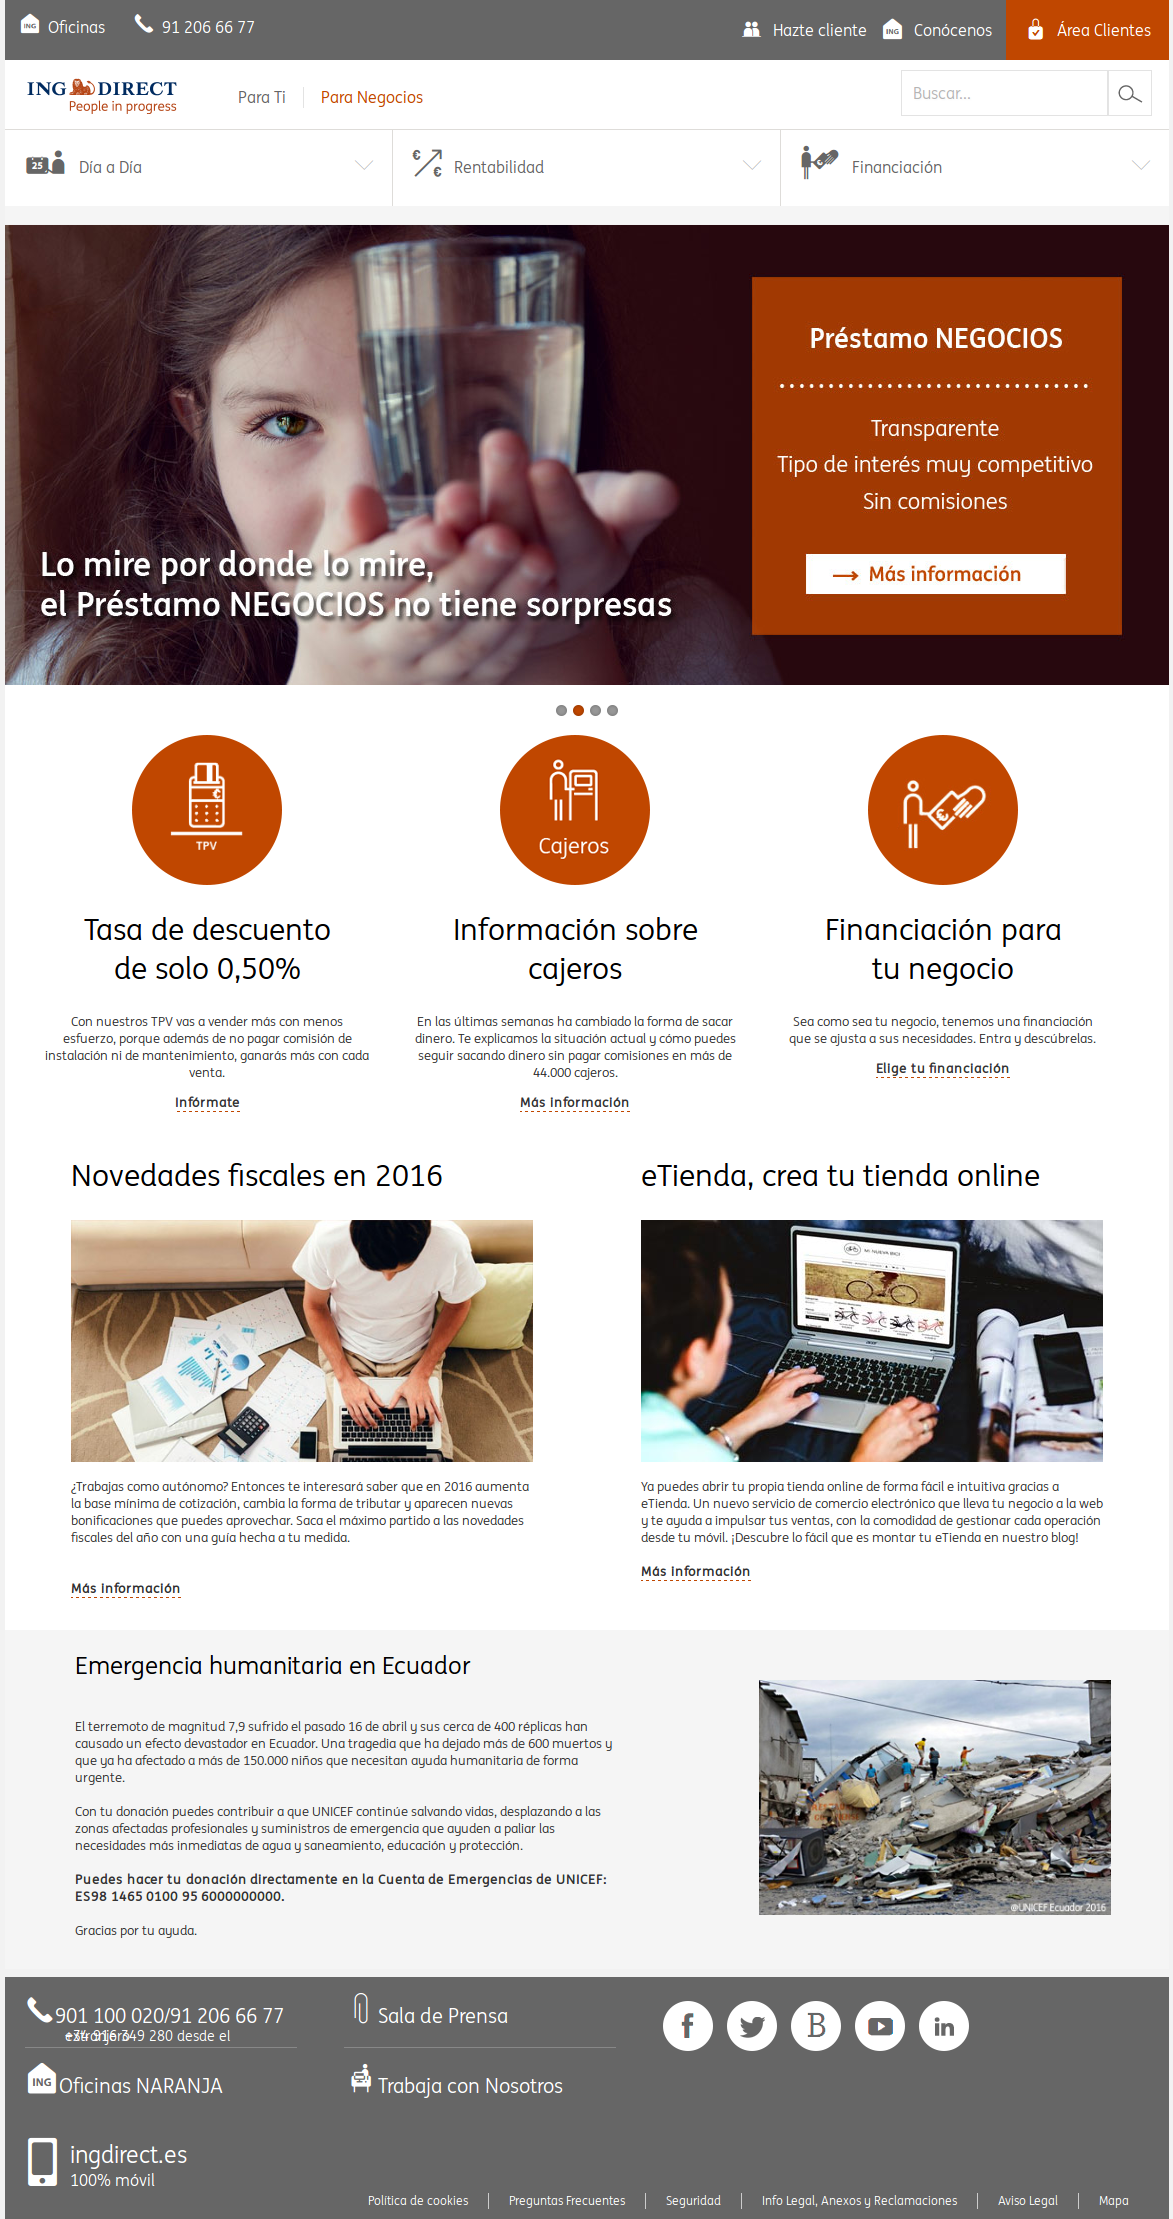 Oficinas
91 206 66 77
Hazte cliente
Conócenos
Área Clientes
ING DIRECT
People in progress
Para Ti
Para Negocios
Buscar...
25
Día a Día
Rentabilidad
Financiación
Préstamo NEGOCIOS
Transparente
Tipo de interés muy competitivo
Sin comisiones
Más información
Lo mire por donde lo mire,
el Préstamo NEGOCIOS no tiene sorpresas
TPV
Cajeros
Tasa de descuento
de solo 0,50%
Con nuestros TPV vas a vender más con menos
esfuerzo, porque además de no pagar comisión de
instalación ni de mantenimiento, ganarás más con cada
venta.
Infórmate
Información sobre
cajeros
En las últimas semanas ha cambiado la forma de sacar
dinero. Te explicamos la situación actual y cómo puedes
seguir sacando dinero sin pagar comisiones en más de
44.000 cajeros.
Más información
Financiación para
tu negocio
Sea como sea tu negocio, tenemos una financiación
que se ajusta a sus necesidades. Entra y descúbrelas.
Elige tu financiación
Novedades fiscales en 2016
¿Trabajas como autónomo? Entonces te interesará saber que en 2016 aumenta
la base mínima de cotización, cambia la forma de tributar y aparecen nuevas
bonificaciones que puedes aprovechar. Saca el máximo partido a las novedades
fiscales del año con una guía hecha a tu medida.
Más información
eTienda, crea tu tienda online
MI NUEVA BICI
Ya puedes abrir tu propia tienda online de forma fácil e intuitiva gracias a
eTienda. Un nuevo servicio de comercio electrónico que lleva tu negocio a la web
y te ayuda a impulsar tus ventas, con la comodidad de gestionar cada operación
desde tu móvil. ¡Descubre lo fácil que es montar tu eTienda en nuestro blog!
Más información
Emergencia humanitaria en Ecuador
El terremoto de magnitud 7,9 sufrido el pasado 16 de abril y sus cerca de 400 réplicas han
causado un efecto devastador en Ecuador. Una tragedia que ha dejado más de 600 muertos y
que ya ha afectado a más de 150.000 niños que necesitan ayuda humanitaria de forma
urgente.
Con tu donación puedes contribuir a que UNICEF continúe salvando vidas, desplazando a las
zonas afectadas profesionales y suministros de emergencia que ayuden a paliar las
necesidades más inmediatas de agua y saneamiento, educación y protección.
Puedes hacer tu donación directamente en la Cuenta de Emergencias de UNICEF:
ES98 1465 0100 95 6000000000.
Gracias por tu ayuda.
@UNICEF Ecuador 2016
901 100 020/91 206 66 77
+34 916 349 280 desde el
extranjero
ING
Oficinas NARANJA
ingdirect.es
100% móvil
Sala de Prensa
Trabaja con Nosotros
f
B
in
Política de cookies
Preguntas Frecuentes
Seguridad
Info Legal, Anexos y Reclamaciones
Aviso Legal
Mapa